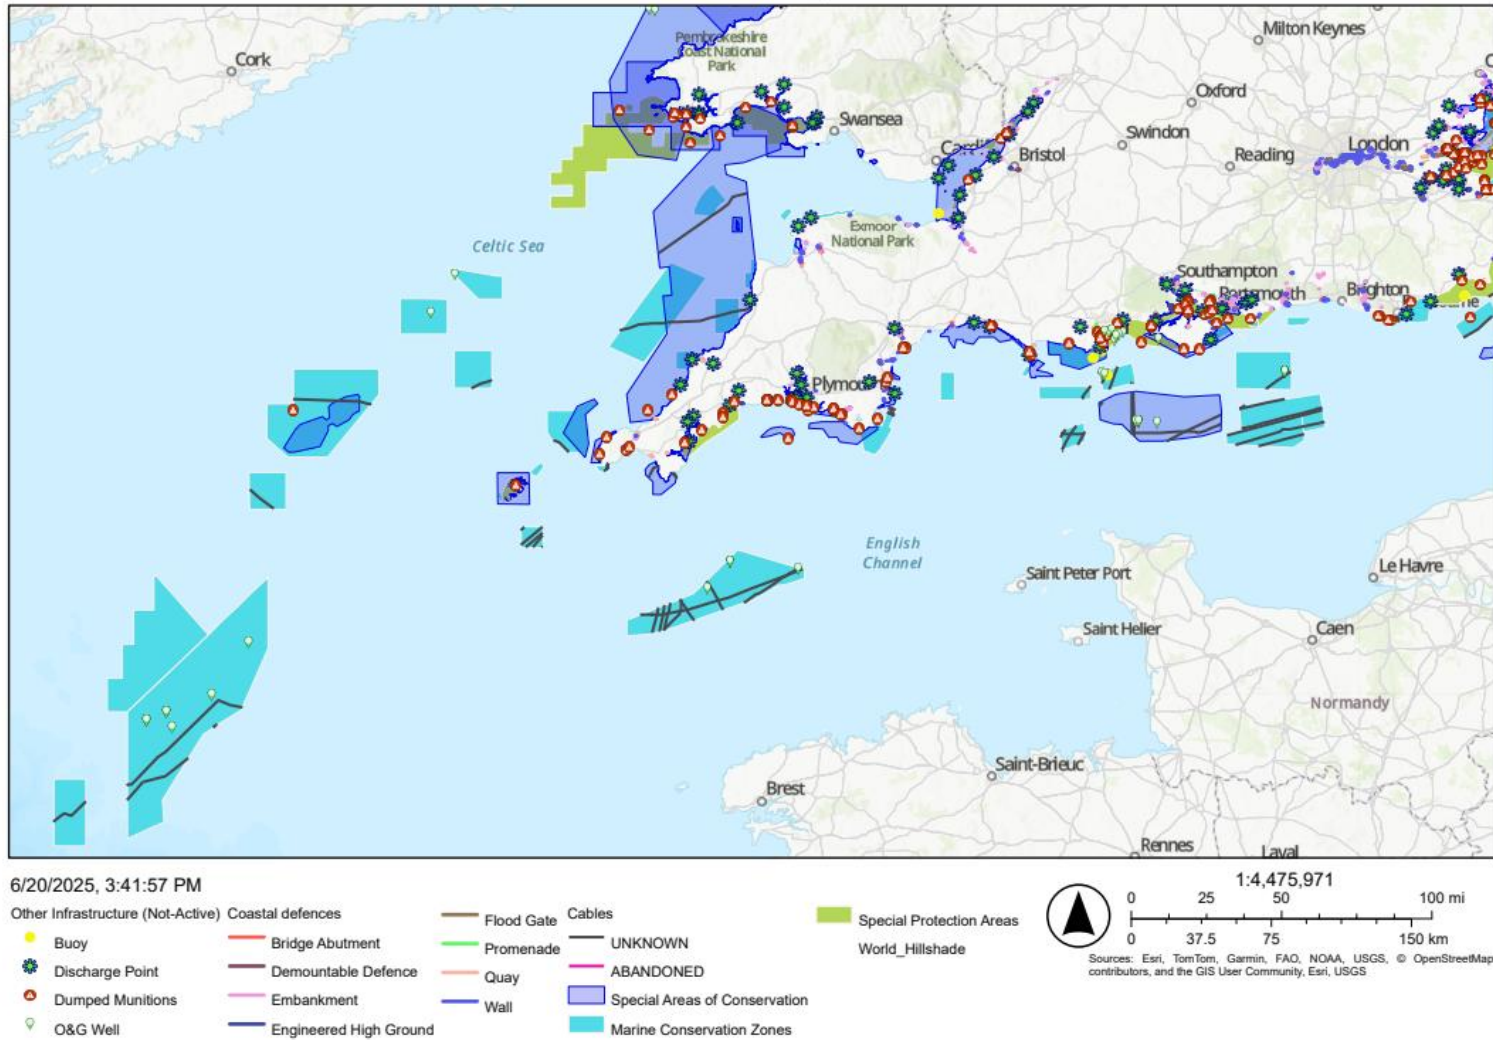 Cork
Pembrokeshire
Coast National
Park
Milton Keynes
Oxford
Swansea
Swindon
London
Bristol
Reading
Exmoor
National Park
Celtic Sea
Southampton
Portsmouth
Brighton
Plymouth
English
Channel
Saint Peter Port
Le Havre
Saint Helier
Caen
Normandy
Saint-Brieuc
Brest
Rennes
Laval
6/20/2025, 3:41:57 PM
1:4,475,971
0 25 50 100 mi
0 37.5 75 150 km
Other Infrastructure (Not-Active)
Buoy
Discharge Point
Dumped Munitions
O&G Well
Coastal defences
Bridge Abutment
Demountable Defence
Embankment
Engineered High Ground
Flood Gate
Promenade
Quay
Wall
Cables
UNKNOWN
ABANDONED
Special Areas of Conservation
Marine Conservation Zones
Special Protection Areas
World_Hillshade
Sources: Esri, TomTom, Garmin, FAO, NOAA, USGS, © OpenStreetMap
contributors, and the GIS User Community, Esri, USGS